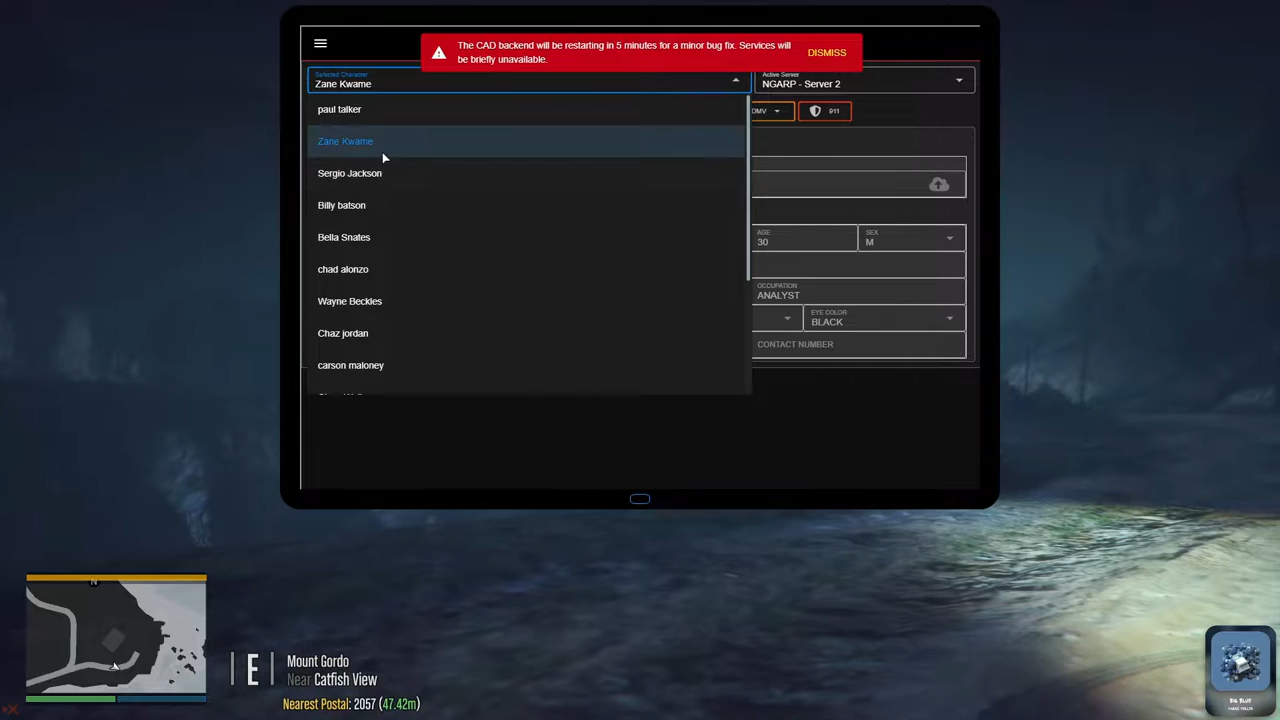 The CAD backend will be restarting in 5 minutes for a minor bug fix. Services will
be briefly unavailable.
DISMISS
Selected Character
Zane Kwame
Active Server
NGARP - Server 2
paul talker
Zane Kwame
Sergio Jackson
Billy batson
Bella Snates
chad alonzo
Wayne Beckles
Chaz jordan
carson maloney
DMV
911
AGE
30
SEX
M
OCCUPATION
ANALYST
EYE COLOR
BLACK
CONTACT NUMBER
N
E
Mount Gordo
Near Catfish View
Nearest Postal: 2057 (47.42m)
BIG BLUE